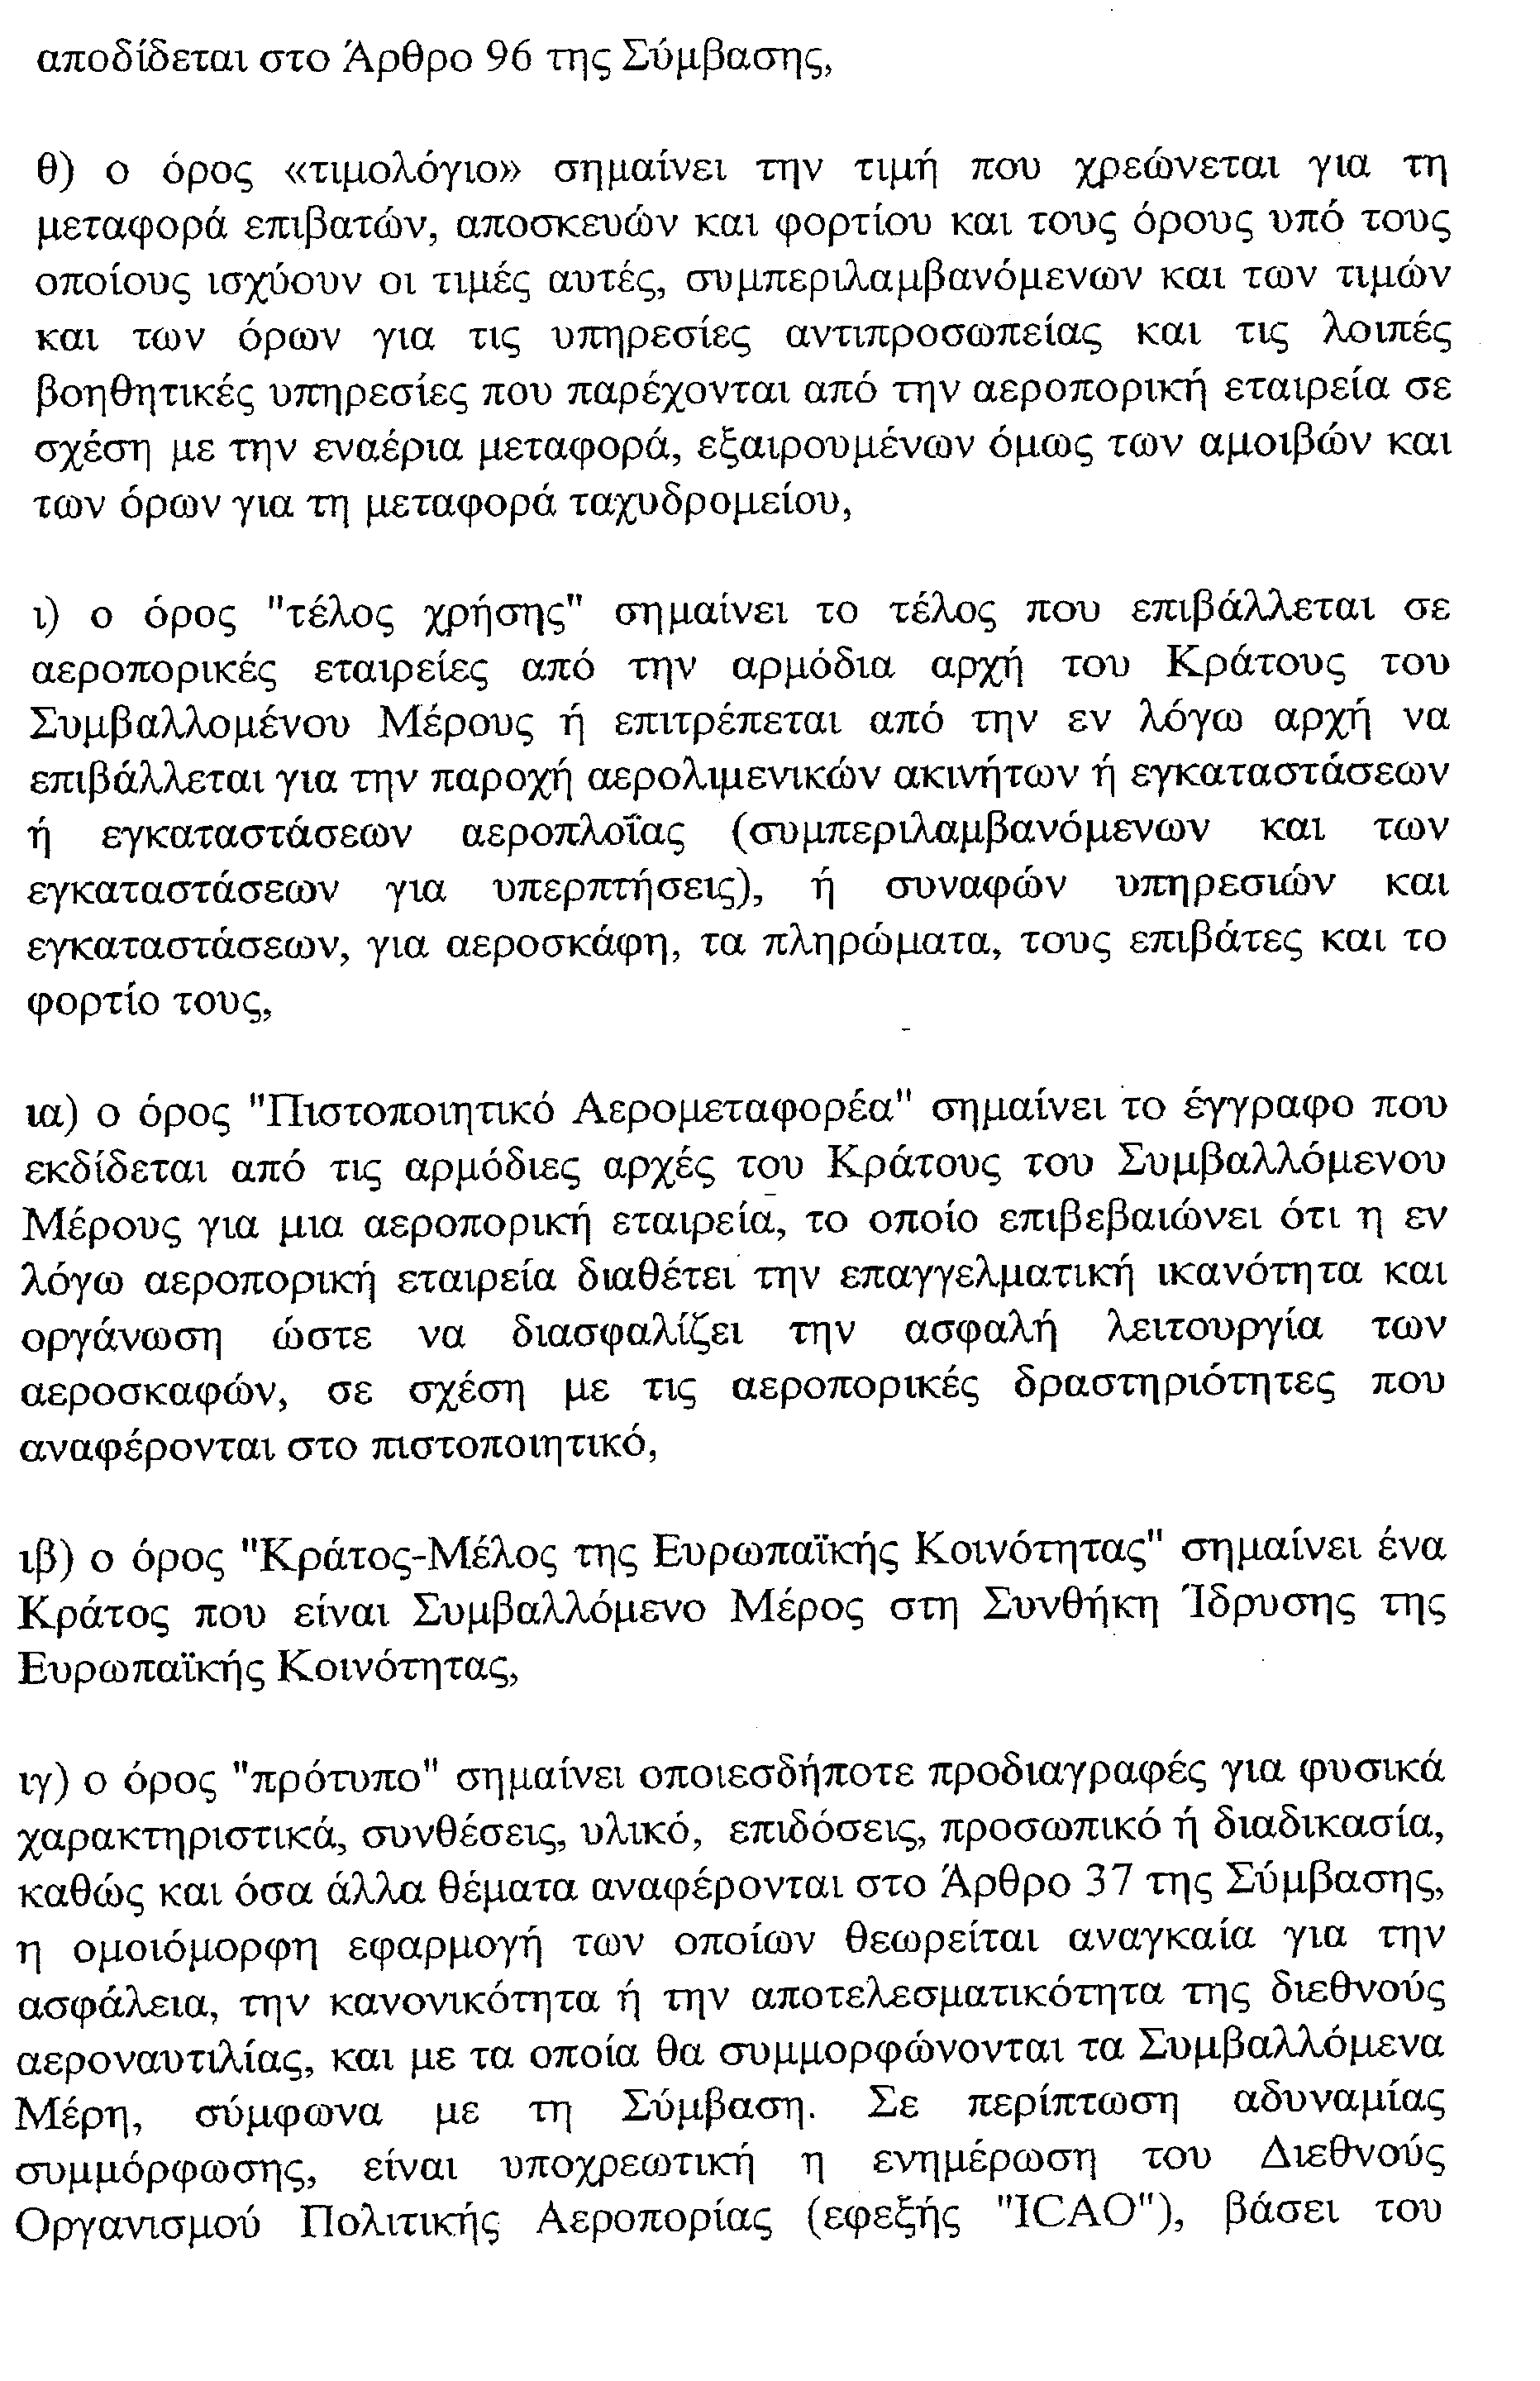 αποδίδεται στο Άρθρο 96 της Σύμβασης,
θ) ο όρος «τιμολόγιο» σημαίνει την τιμή που χρεώνεται για τη
μεταφορά επιβατών, αποσκευών και φορτίου και τους όρους υπό τους
οποίους ισχύουν οι τιμές αυτές, συμπεριλαμβανόμενων και των τιμών
και των όρων για τις υπηρεσίες αντιπροσωπείας και τις λοιπές
βοηθητικές υπηρεσίες που παρέχονται από την αεροπορική εταιρεία σε
σχέση με την εναέρια μεταφορά, εξαιρουμένων όμως των αμοιβών και
των όρων για τη μεταφορά ταχυδρομείου,
ι) ο όρος "τέλος χρήσης" σημαίνει το τέλος που επιβάλλεται σε
αεροπορικές εταιρείες από την αρμόδια αρχή του Κράτους του
Συμβαλλομένου Μέρους ή επιτρέπεται από την εν λόγω αρχή να
επιβάλλεται για την παροχή αερολιμενικών ακινήτων ή εγκαταστάσεων
ή εγκαταστάσεων αεροπλοΐας (συμπεριλαμβανόμενων και των
εγκαταστάσεων για υπερπτήσεις), ή συναφών υπηρεσιών και
εγκαταστάσεων, για αεροσκάφη, τα πληρώματα, τους επιβάτες και το
φορτίο τους,
ια) ο όρος "Πιστοποιητικό Αερομεταφορέα" σημαίνει το έγγραφο που
εκδίδεται από τις αρμόδιες αρχές του Κράτους του Συμβαλλόμενου
Μέρους για μια αεροπορική εταιρεία, το οποίο επιβεβαιώνει ότι η εν
λόγω αεροπορική εταιρεία διαθέτει την επαγγελματική ικανότητα και
οργάνωση ώστε να διασφαλίζει την ασφαλή λειτουργία των
αεροσκαφών, σε σχέση με τις αεροπορικές δραστηριότητες που
αναφέρονται στο πιστοποιητικό,
ιβ) ο όρος "Κράτος-Μέλος της Ευρωπαϊκής Κοινότητας" σημαίνει ένα
Κράτος που είναι Συμβαλλόμενο Μέρος στη Συνθήκη Ίδρυσης της
Ευρωπαϊκής Κοινότητας,
ιγ) ο όρος "πρότυπο" σημαίνει οποιεσδήποτε προδιαγραφές για φυσικά
χαρακτηριστικά, συνθέσεις, υλικό, επιδόσεις, προσωπικό ή διαδικασία,
καθώς και όσα άλλα θέματα αναφέρονται στο Άρθρο 37 της Σύμβασης,
η ομοιόμορφη εφαρμογή των οποίων θεωρείται αναγκαία για την
ασφάλεια, την κανονικότητα ή την αποτελεσματικότητα της διεθνούς
αεροναυτιλίας, και με τα οποία θα συμμορφώνονται τα Συμβαλλόμενα
Μέρη, σύμφωνα με τη Σύμβαση. Σε περίπτωση αδυναμίας
συμμόρφωσης, είναι υποχρεωτική η ενημέρωση του Διεθνούς
Οργανισμού Πολιτικής Αεροπορίας (εφεξής "ICAO"), βάσει του